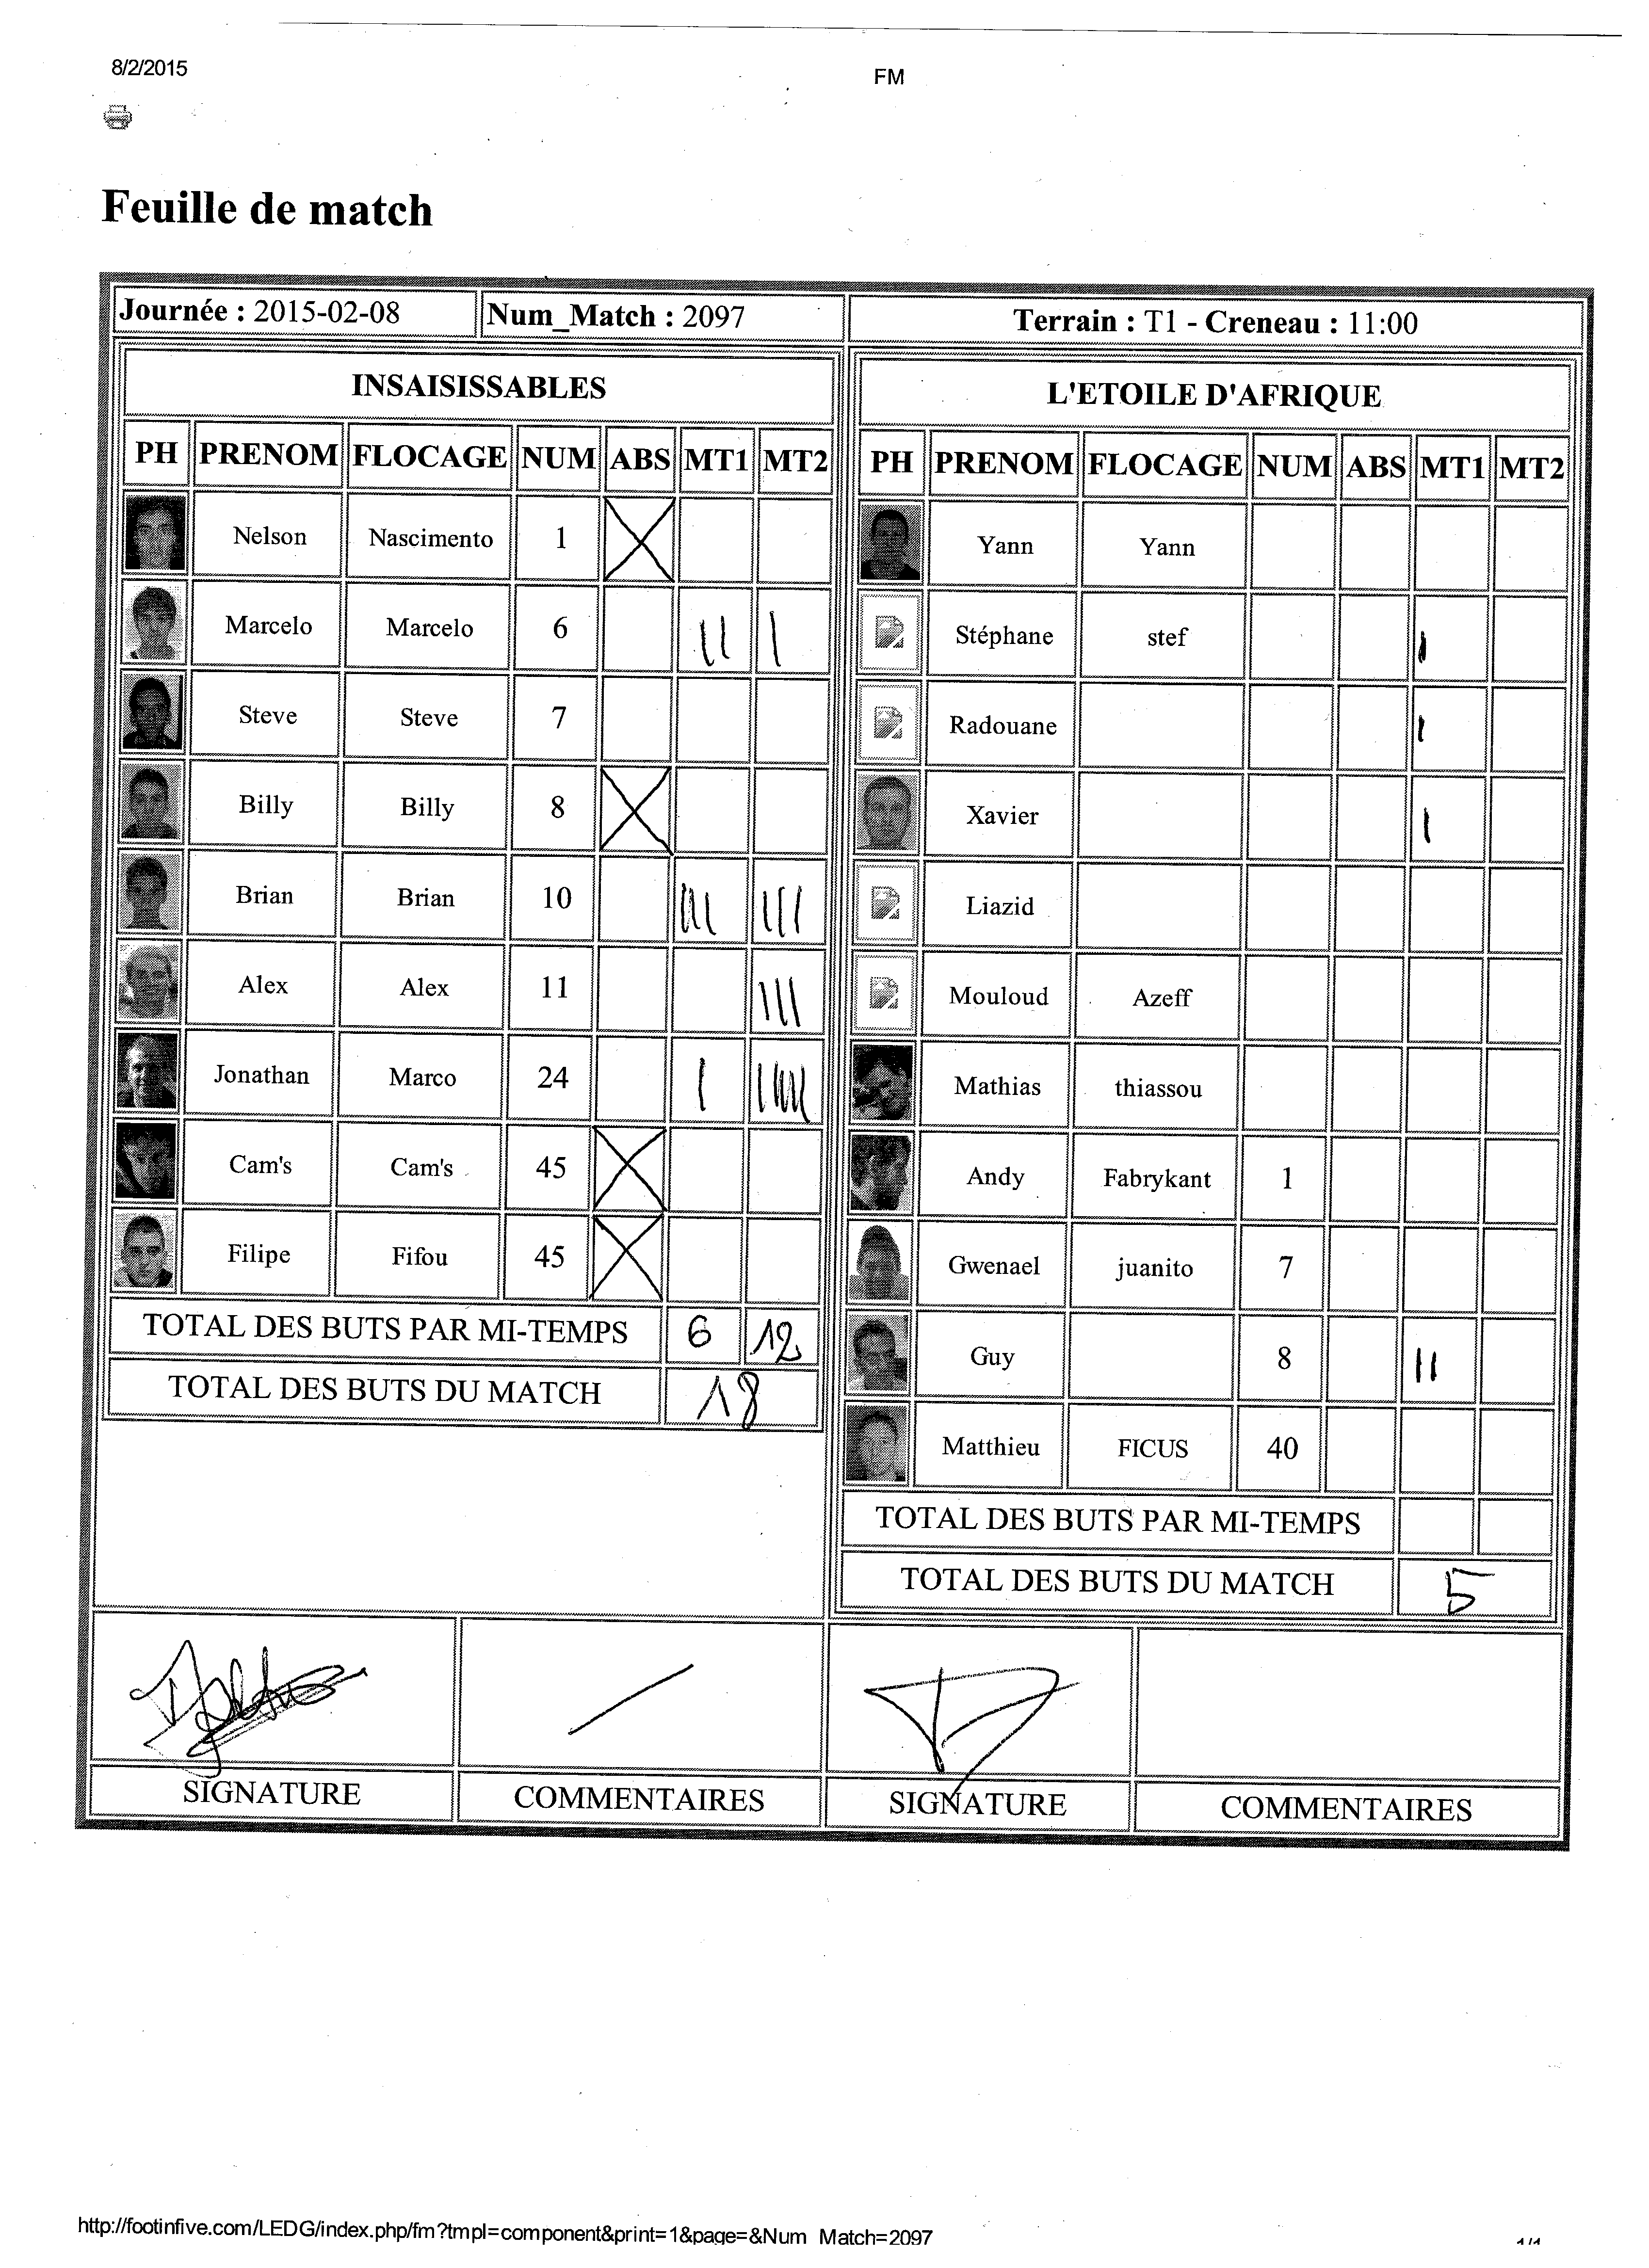 8/2/2015 FM
Feuille de match
Journée : 2015-02-08 Num_Match : 2097 Terrain : T1 - Creneau : 11:00
INSAISISSABLES
PH PRENOM FLOCAGE NUM ABS MT1 MT2
Nelson Nascimento 1 X
Marcelo Marcelo 6 || |
Steve Steve 7
Billy Billy 8 X
Brian Brian 10 ||| |||
Alex Alex 11 |||
Jonathan Marco 24 | |||||
Cam's Cam's 45 X
Filipe Fifou 45 X
TOTAL DES BUTS PAR MI-TEMPS 6 12
TOTAL DES BUTS DU MATCH 18
L'ETOILE D'AFRIQUE
PH PRENOM FLOCAGE NUM ABS MT1 MT2
Yann Yann
Stéphane stef |
Radouane |
Xavier |
Liazid
Mouloud Azeff
Mathias thiassou
Andy Fabrykant 1
Gwenael juanito 7
Guy 8 ||
Matthieu FICUS 40
TOTAL DES BUTS PAR MI-TEMPS
TOTAL DES BUTS DU MATCH 5
SIGNATURE COMMENTAIRES SIGNATURE COMMENTAIRES
http://footinfive.com/LEDG/index.php/fm?tmpl=component&print=1&page=&Num_Match=2097 1/1